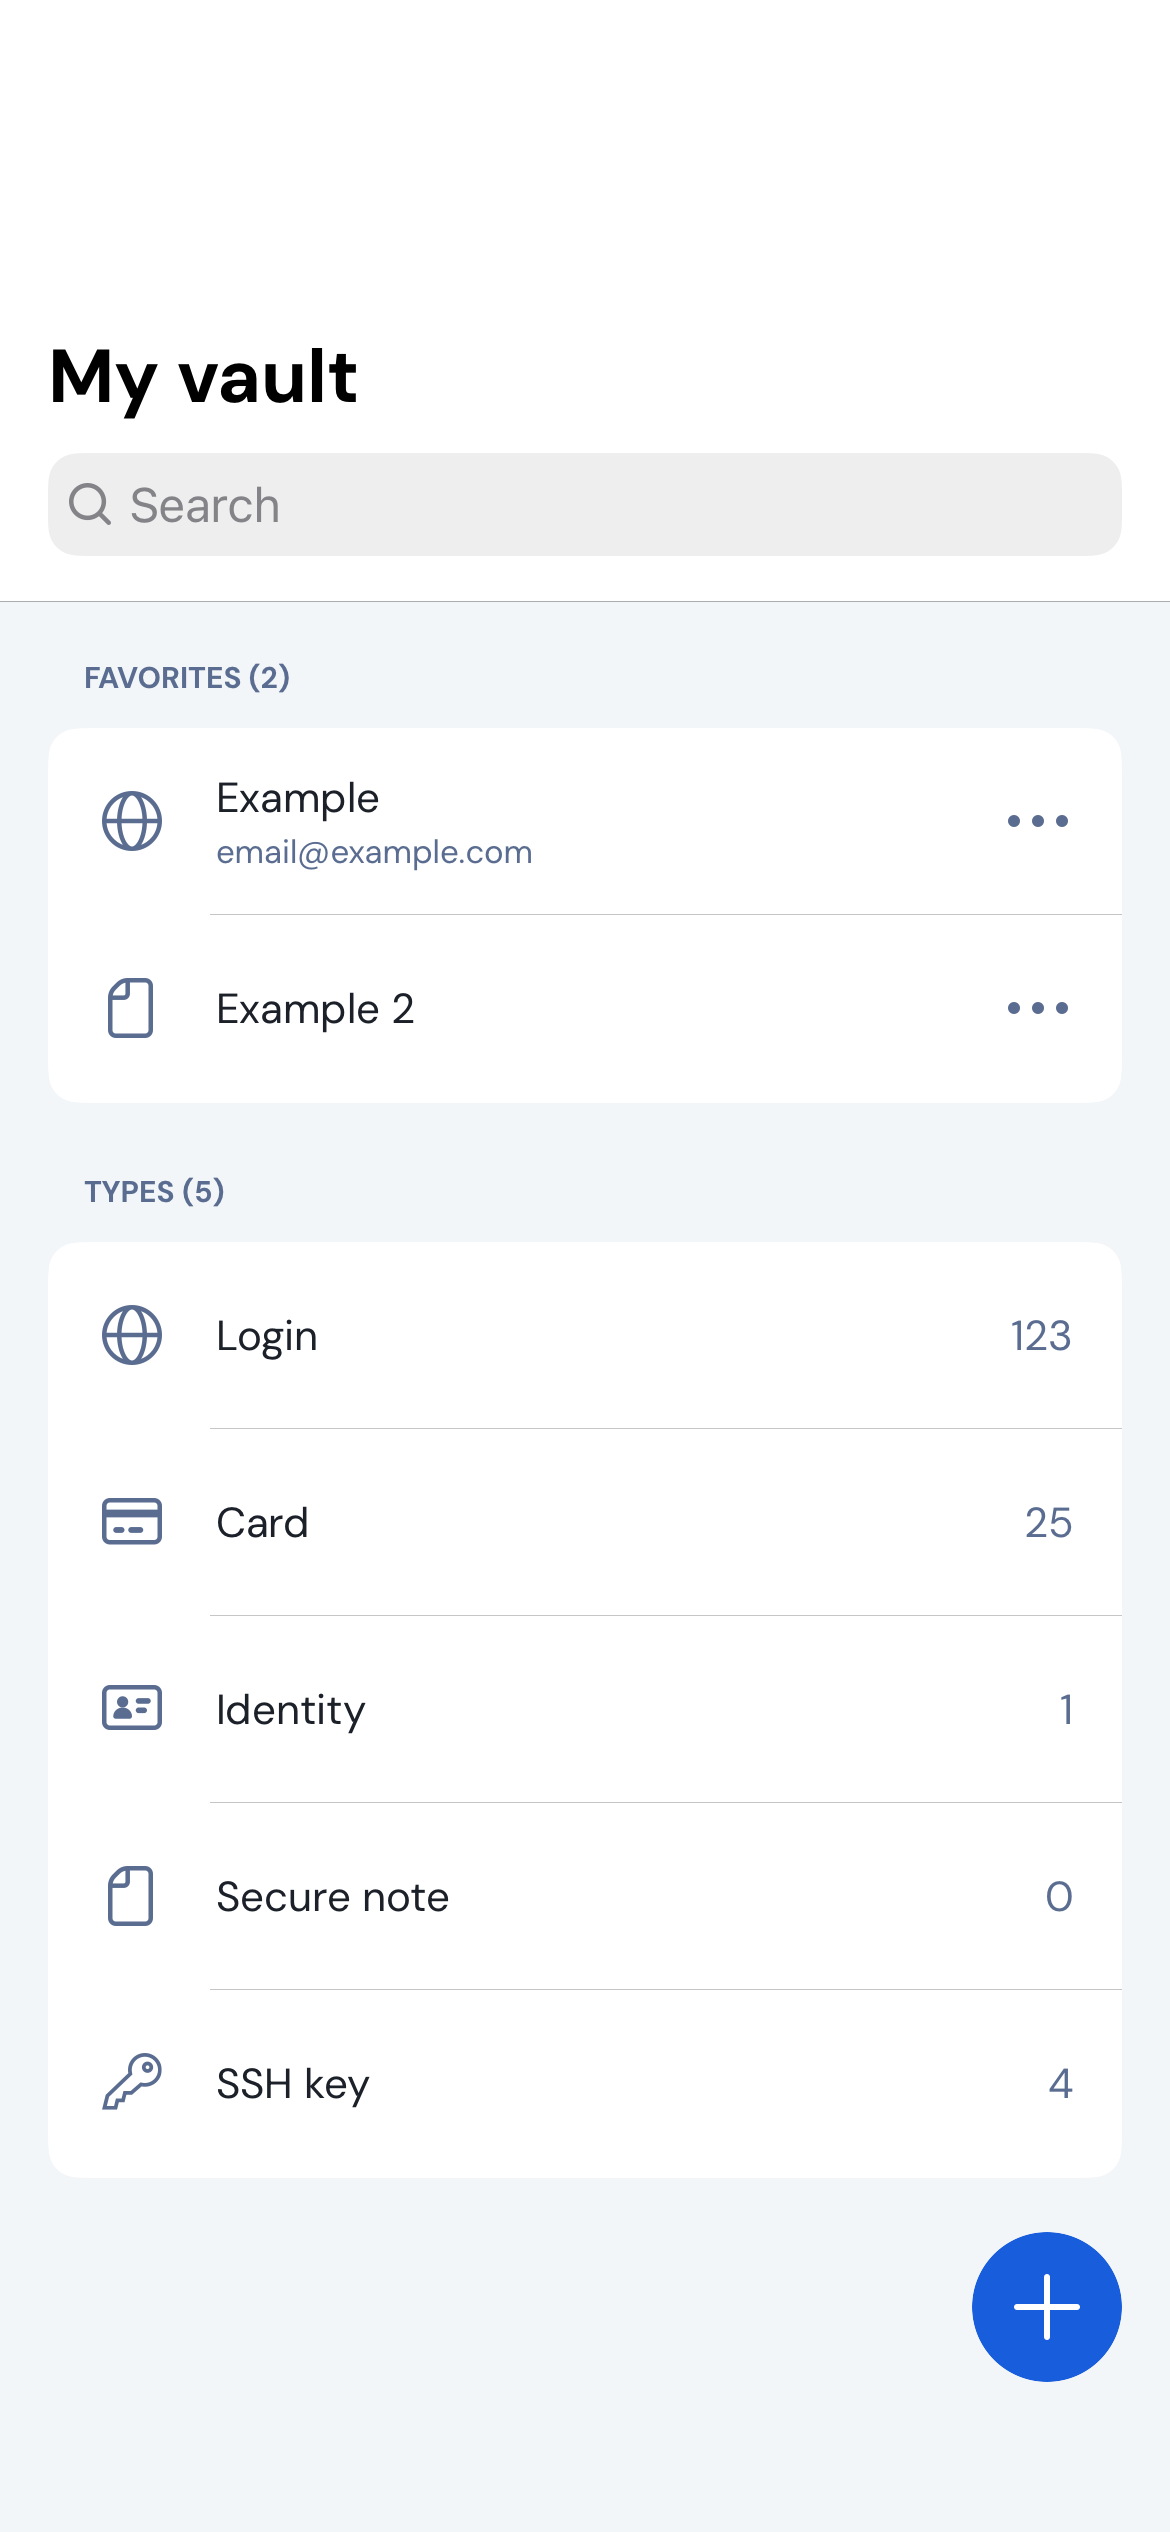 My vault
Search
FAVORITES (2)
Example
email@example.com
Example 2
TYPES (5)
Login 123
Card 25
Identity 1
Secure note 0
SSH key 4